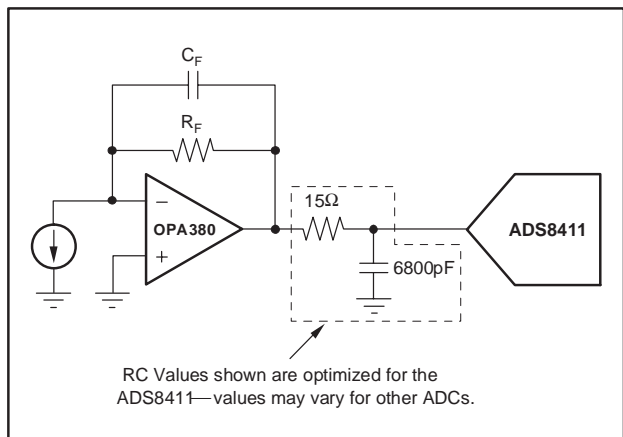 C_F
R_F
−
OPA380
+
15Ω
6800pF
ADS8411
RC Values shown are optimized for the
ADS8411—values may vary for other ADCs.